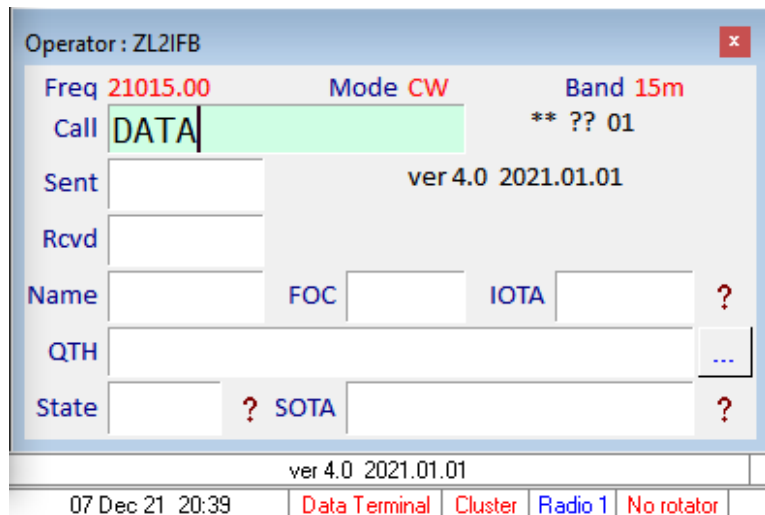 Operator : ZL2IFB x
Freq 21015.00 Mode CW Band 15m
Call DATA ** ?? 01
Sent ver 4.0 2021.01.01
Rcvd
Name FOC IOTA ?
QTH ...
State ? SOTA ?
ver 4.0 2021.01.01
07 Dec 21 20:39 Data Terminal Cluster Radio 1 No rotator